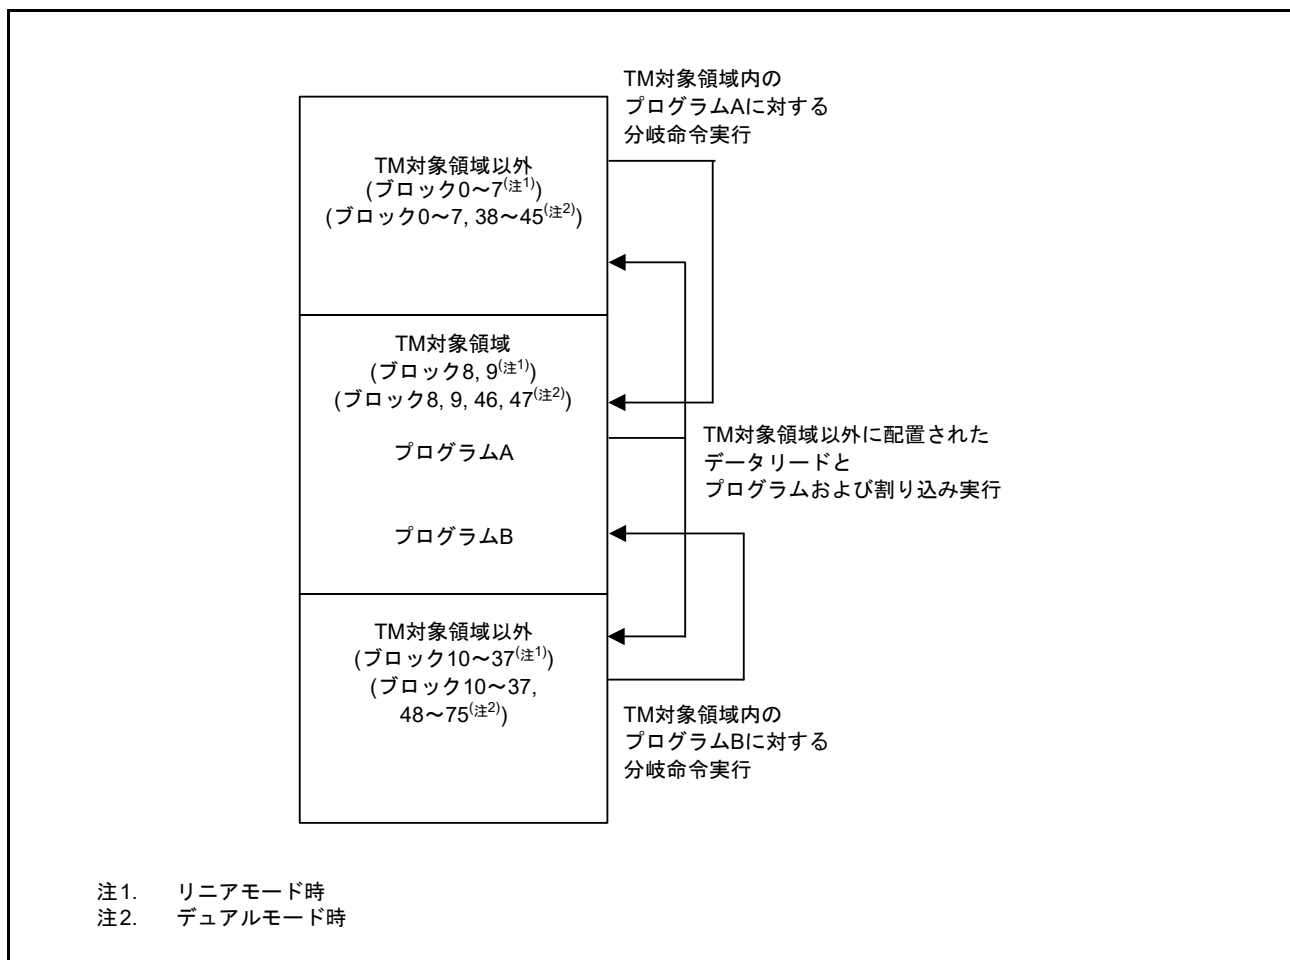 TM対象領域内の
プログラムAに対する
分岐命令実行
TM対象領域以外
(ブロック0～7(注1))
(ブロック0～7, 38～45(注2))
TM対象領域
(ブロック8, 9(注1))
(ブロック8, 9, 46, 47(注2))
プログラムA
プログラムB
TM対象領域以外に配置された
データリードと
プログラムおよび割り込み実行
TM対象領域以外
(ブロック10～37(注1))
(ブロック10～37,
48～75(注2))
TM対象領域内の
プログラムBに対する
分岐命令実行
注1. リニアモード時
注2. デュアルモード時